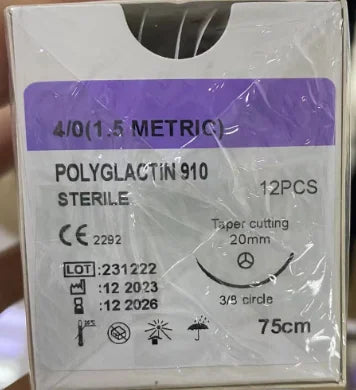 4/0(1.5 METRIC)
POLYGLACTIN 910
STERILE
12PCS
CE 2292
Taper cutting
20mm
LOT :231222
:12 2023
:12 2026
3/8 circle
75cm